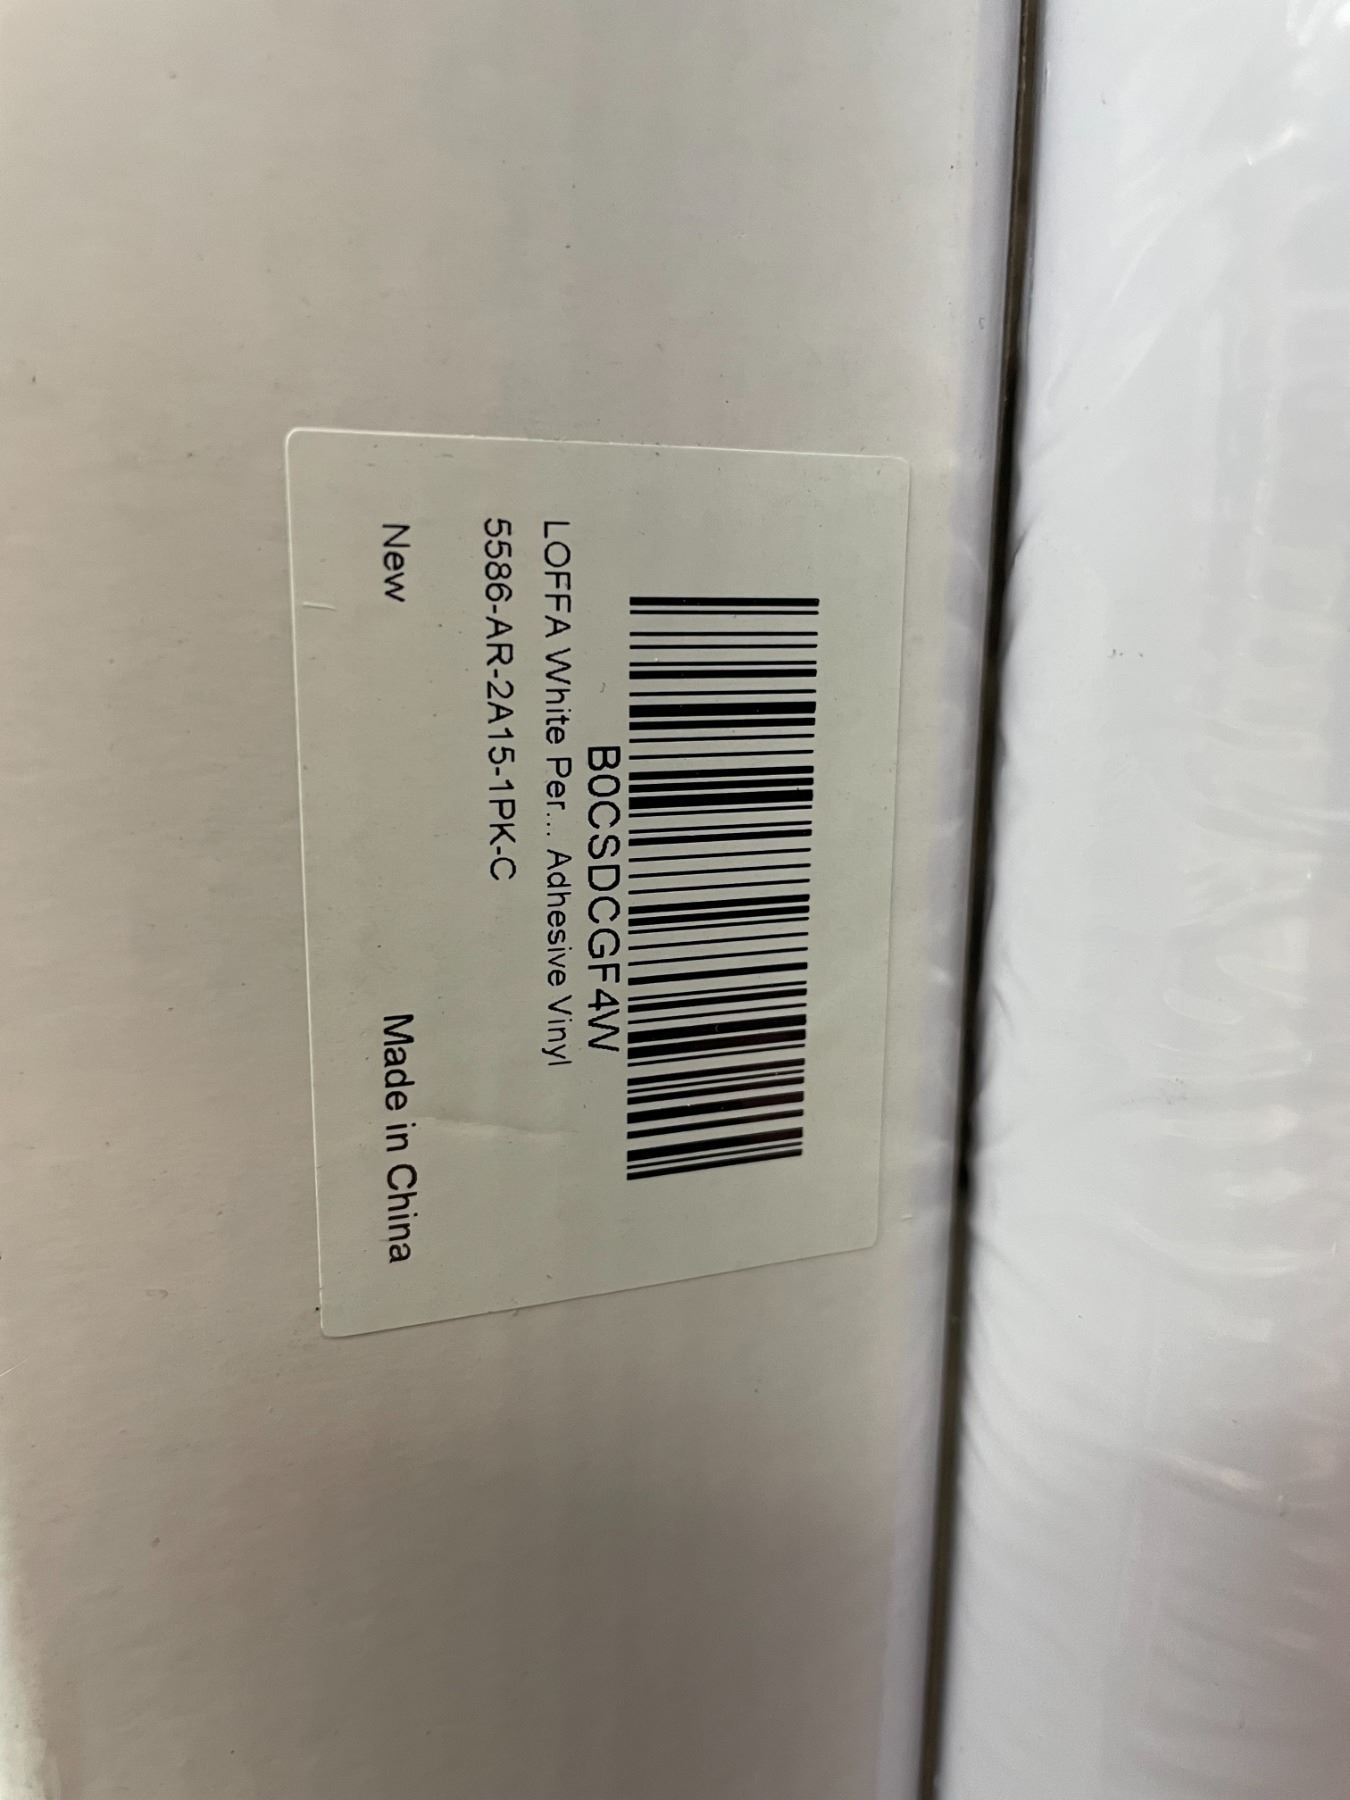 B0CSDCGF4W
LOFFA White Per... Adhesive Vinyl
5586-AR-2A15-1PK-C
New
Made in China